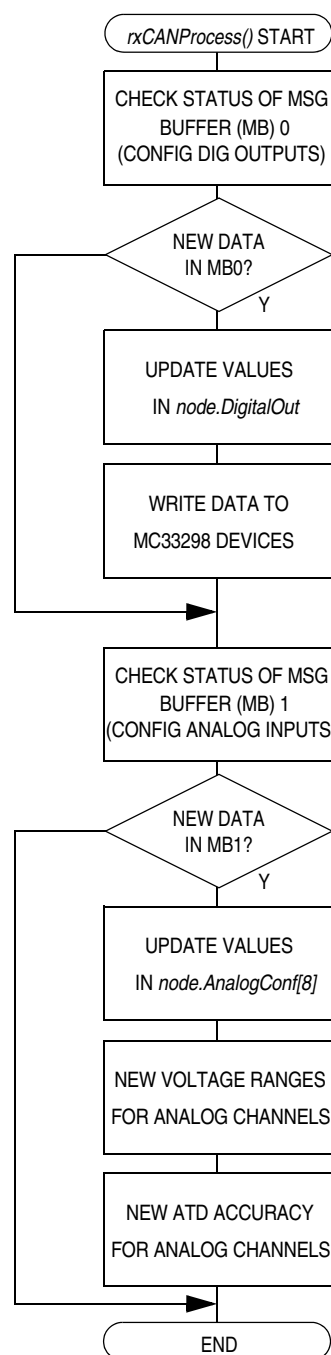 rxCANProcess() START
CHECK STATUS OF MSG
BUFFER (MB) 0
(CONFIG DIG OUTPUTS)
NEW DATA
IN MB0?
Y
UPDATE VALUES
IN node.DigitalOut
WRITE DATA TO
MC33298 DEVICES
CHECK STATUS OF MSG
BUFFER (MB) 1
(CONFIG ANALOG INPUTS
NEW DATA
IN MB1?
Y
UPDATE VALUES
IN node.AnalogConf[8]
NEW VOLTAGE RANGES
FOR ANALOG CHANNELS
NEW ATD ACCURACY
FOR ANALOG CHANNELS
END